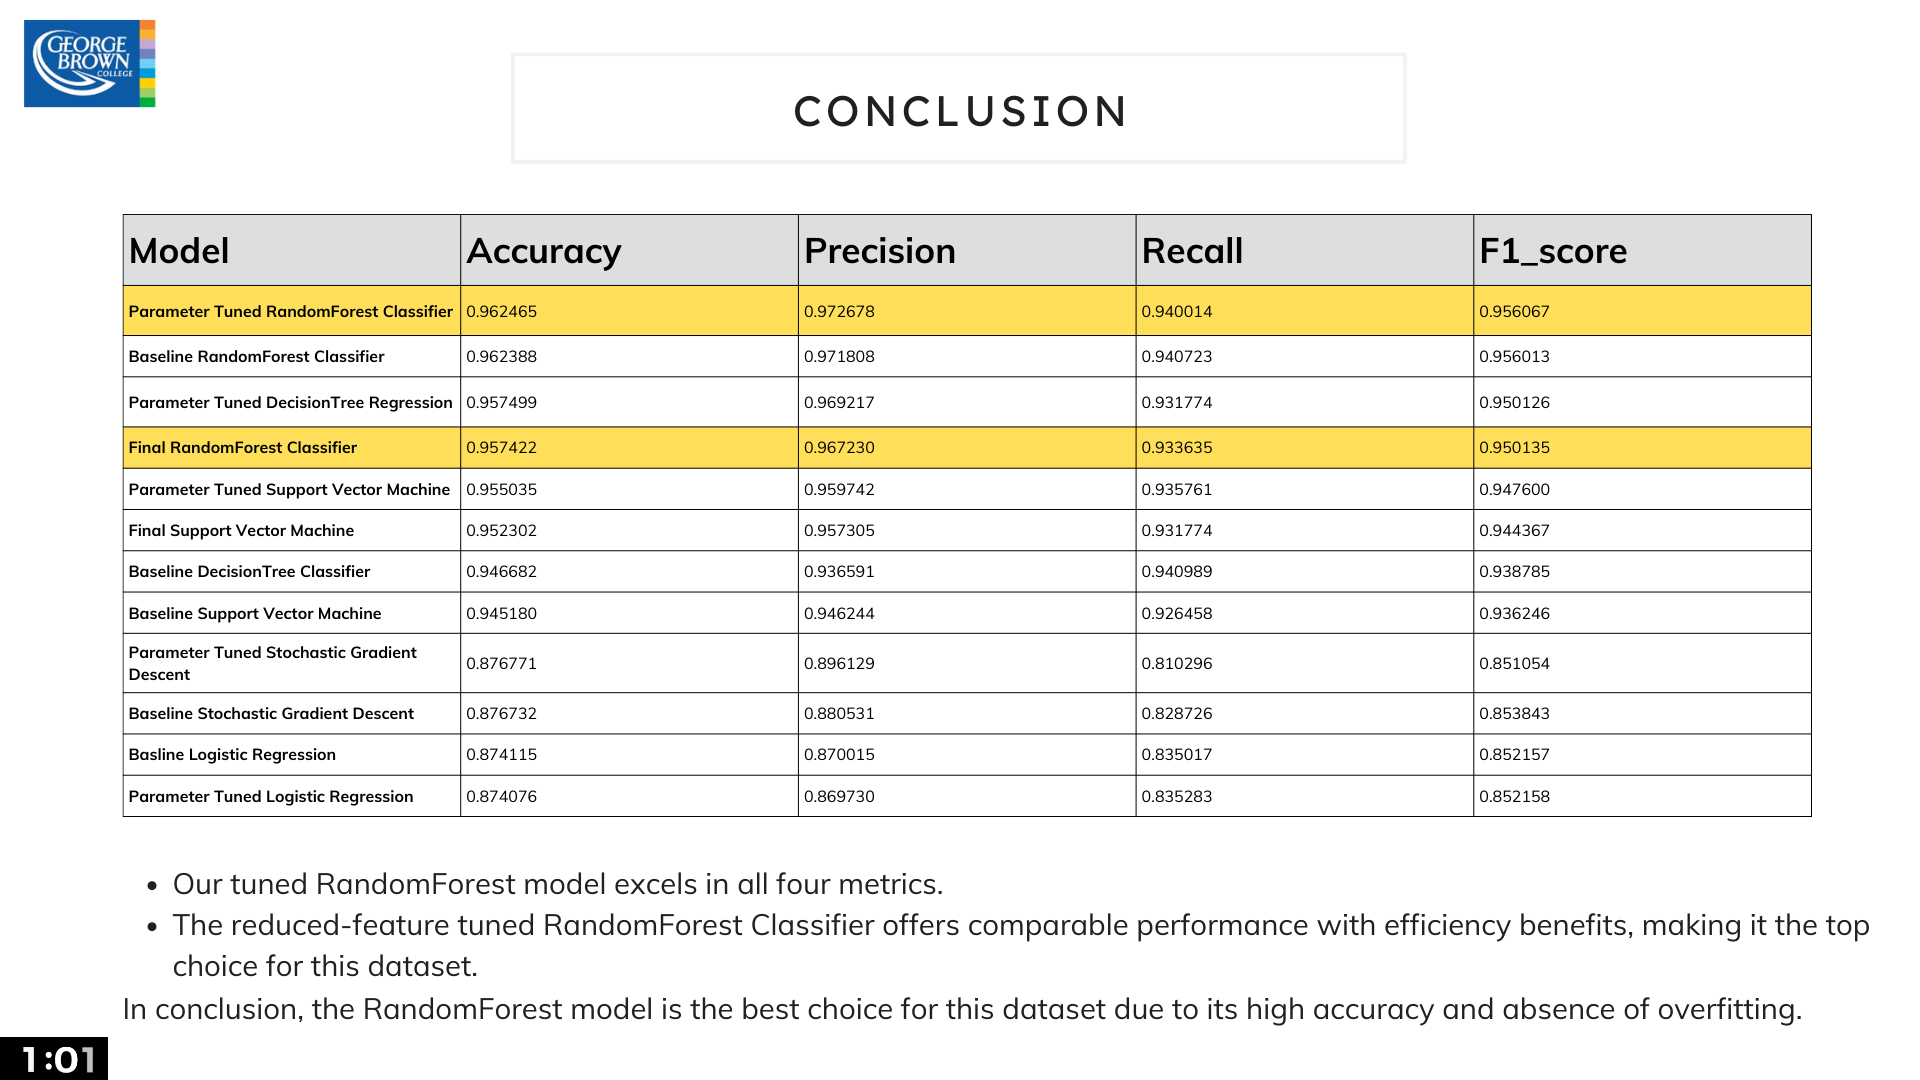 GEORGE
BROWN
COLLEGE
CONCLUSION
Model Accuracy Precision Recall F1_score
Parameter Tuned RandomForest Classifier 0.962465 0.972678 0.940014 0.956067
Baseline RandomForest Classifier 0.962388 0.971808 0.940723 0.956013
Parameter Tuned DecisionTree Regression 0.957499 0.969217 0.931774 0.950126
Final RandomForest Classifier 0.957422 0.967230 0.933635 0.950135
Parameter Tuned Support Vector Machine 0.955035 0.959742 0.935761 0.947600
Final Support Vector Machine 0.952302 0.957305 0.931774 0.944367
Baseline DecisionTree Classifier 0.946682 0.936591 0.940989 0.938785
Baseline Support Vector Machine 0.945180 0.946244 0.926458 0.936246
Parameter Tuned Stochastic Gradient
Descent 0.876771 0.896129 0.810296 0.851054
Baseline Stochastic Gradient Descent 0.876732 0.880531 0.828726 0.853843
Basline Logistic Regression 0.874115 0.870015 0.835017 0.852157
Parameter Tuned Logistic Regression 0.874076 0.869730 0.835283 0.852158
• Our tuned RandomForest model excels in all four metrics.
• The reduced-feature tuned RandomForest Classifier offers comparable performance with efficiency benefits, making it the top
choice for this dataset.
In conclusion, the RandomForest model is the best choice for this dataset due to its high accuracy and absence of overfitting.
1:01